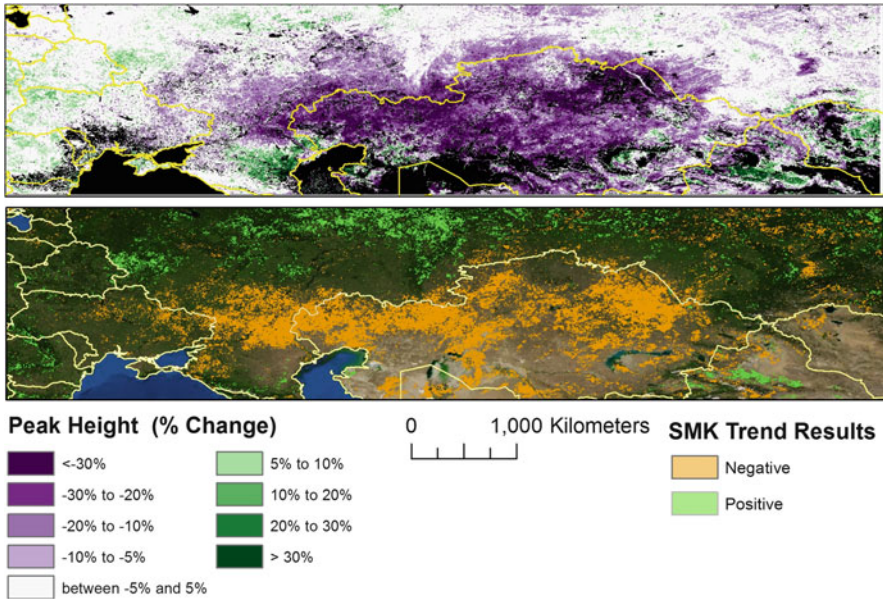 Peak Height (% Change)
<-30%
-30% to -20%
-20% to -10%
-10% to -5%
between -5% and 5%
5% to 10%
10% to 20%
20% to 30%
> 30%
0 1,000 Kilometers
SMK Trend Results
Negative
Positive